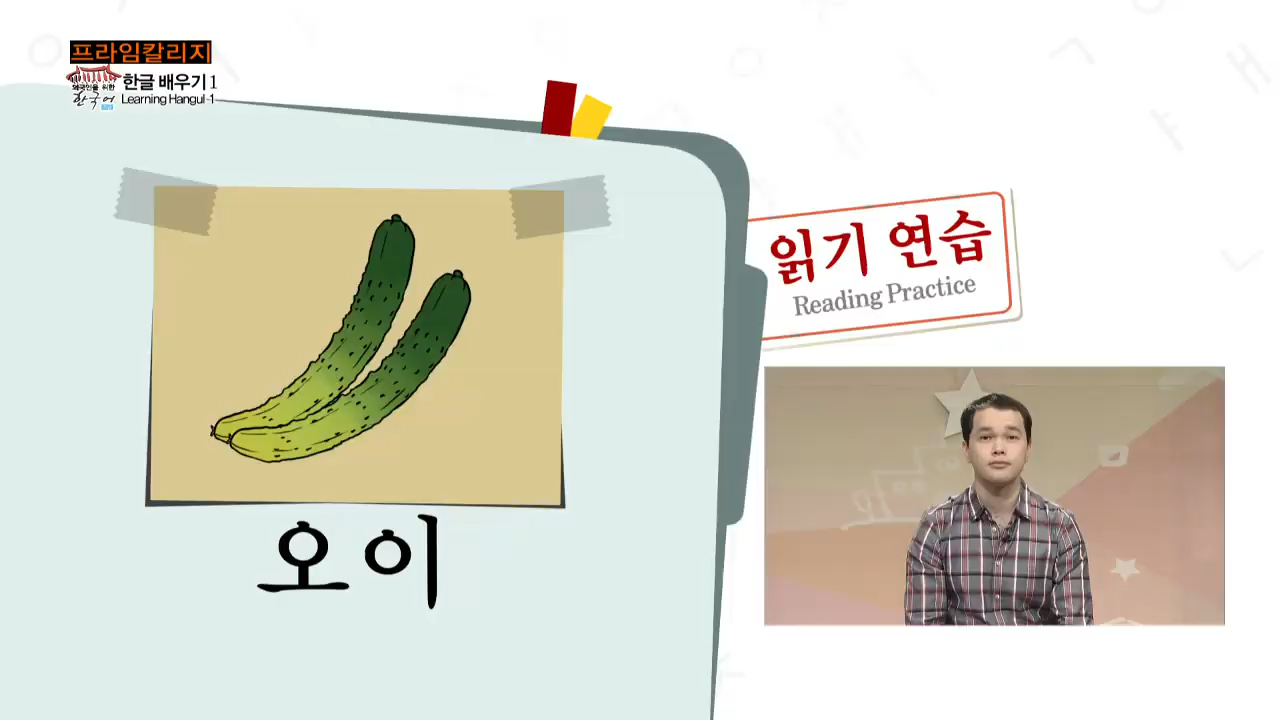 프라임칼리지
외국인을 위한
한국어
한글 배우기 1
Learning Hangul-1
읽기 연습
Reading Practice
오이